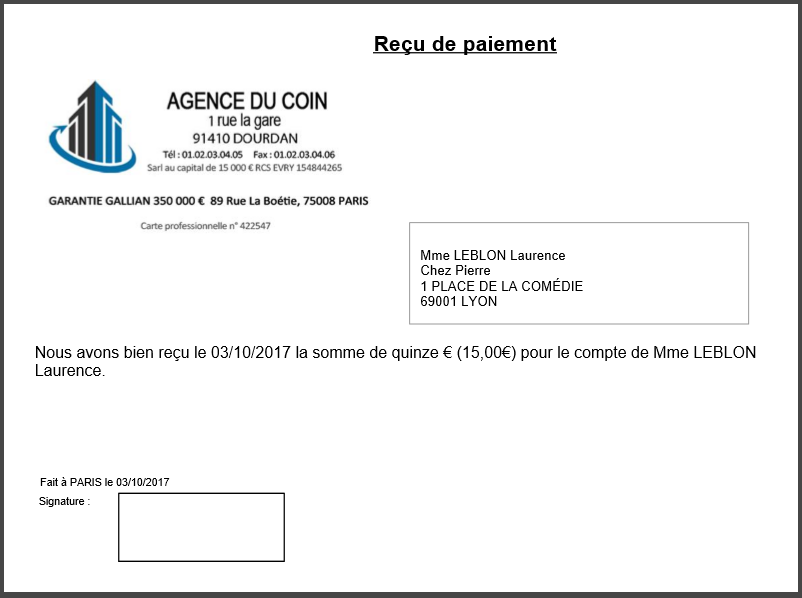 Reçu de paiement
AGENCE DU COIN
1 rue la gare
91410 DOURDAN
Tél : 01.02.03.04.05 Fax : 01.02.03.04.06
Sarl au capital de 15 000 € RCS EVRY 154844265
GARANTIE GALLIAN 350 000 € 89 Rue La Boétie, 75008 PARIS
Carte professionnelle n° 422547
Mme LEBLON Laurence
Chez Pierre
1 PLACE DE LA COMÉDIE
69001 LYON
Nous avons bien reçu le 03/10/2017 la somme de quinze € (15,00€) pour le compte de Mme LEBLON
Laurence.
Fait à PARIS le 03/10/2017
Signature :